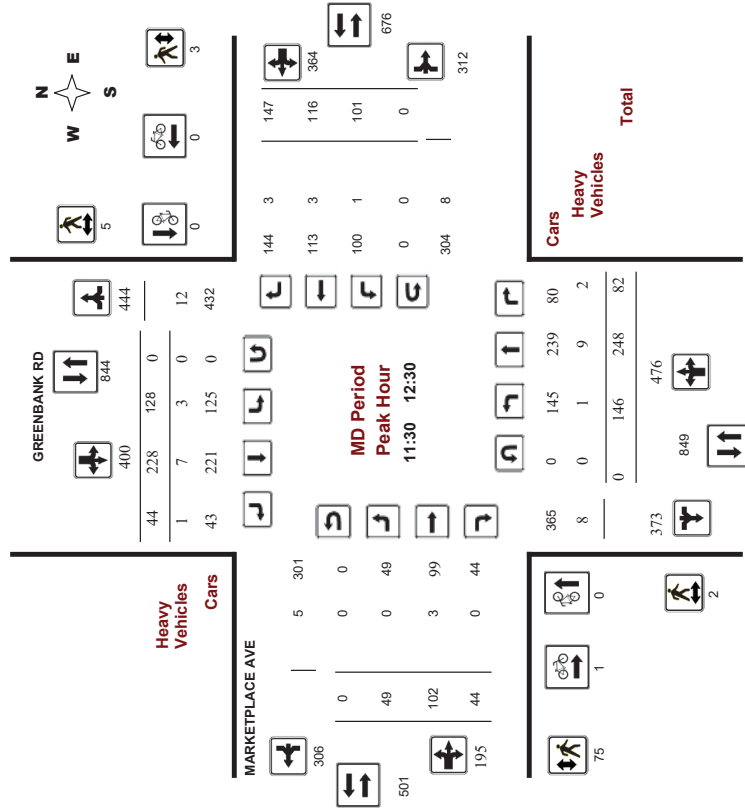 GREENBANK RD
844
400
444
44 228 128 0
1 7 3 0 12
43 221 125 0 432
Heavy
Vehicles
Cars
N
W E
S
5
3
0 0
MARKETPLACE AVE
306
501
195
5 301
0 0 0
49 0 49
102 3 99
44 0 44
MD Period
Peak Hour
11:30 12:30
144 3 147
113 3 116
100 1 101
0 0 0
304 8
364
676
312
Cars
Heavy
Vehicles
Total
365 0 145 239 80
8 0 1 9 2
373 0 146 248 82
849
476
75
1
0
2